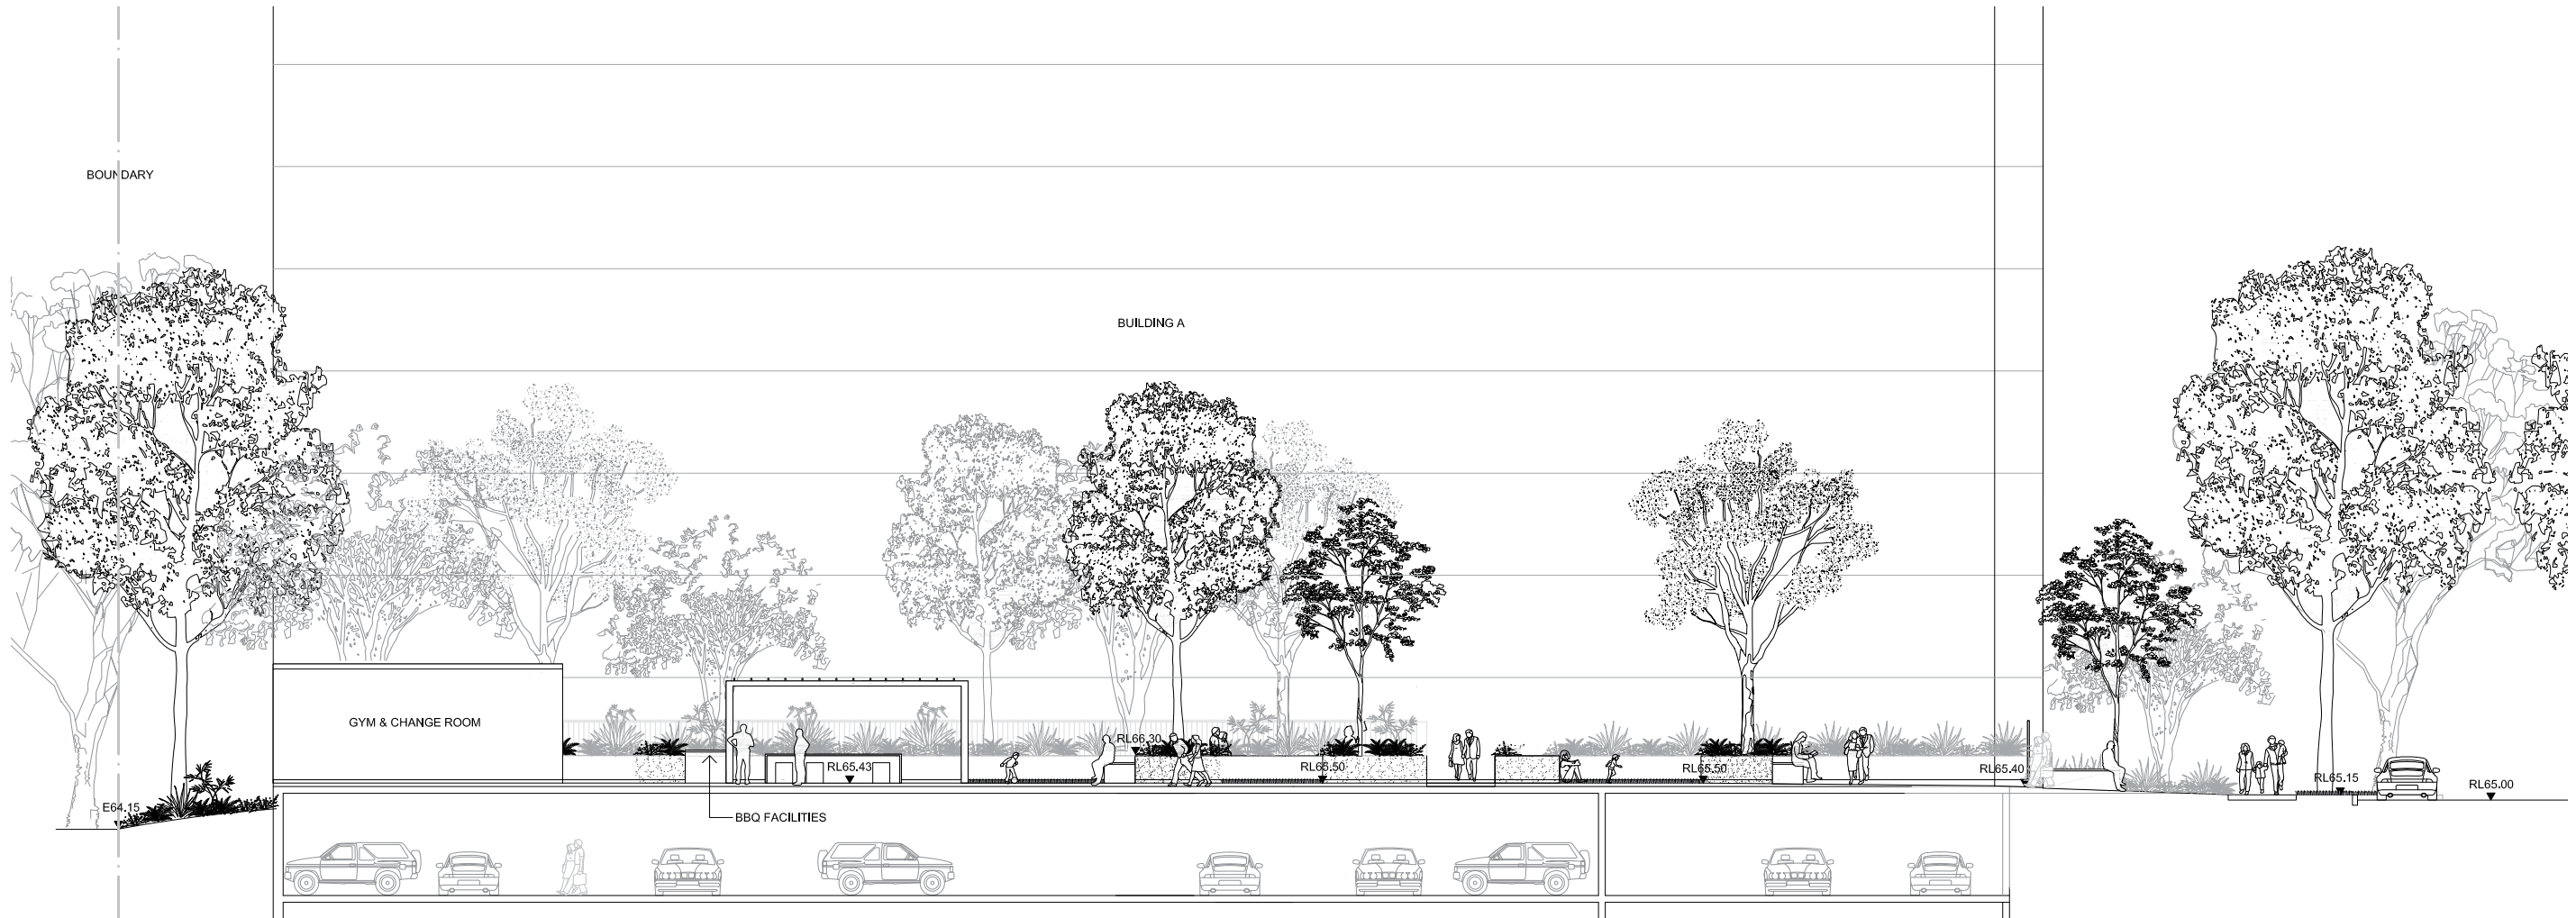 BOUNDARY
BUILDING A
GYM & CHANGE ROOM
RL66.30
RL65.43
RL65.50
RL65.50
RL65.40
RL65.15
RL65.00
E64.15
BBQ FACILITIES